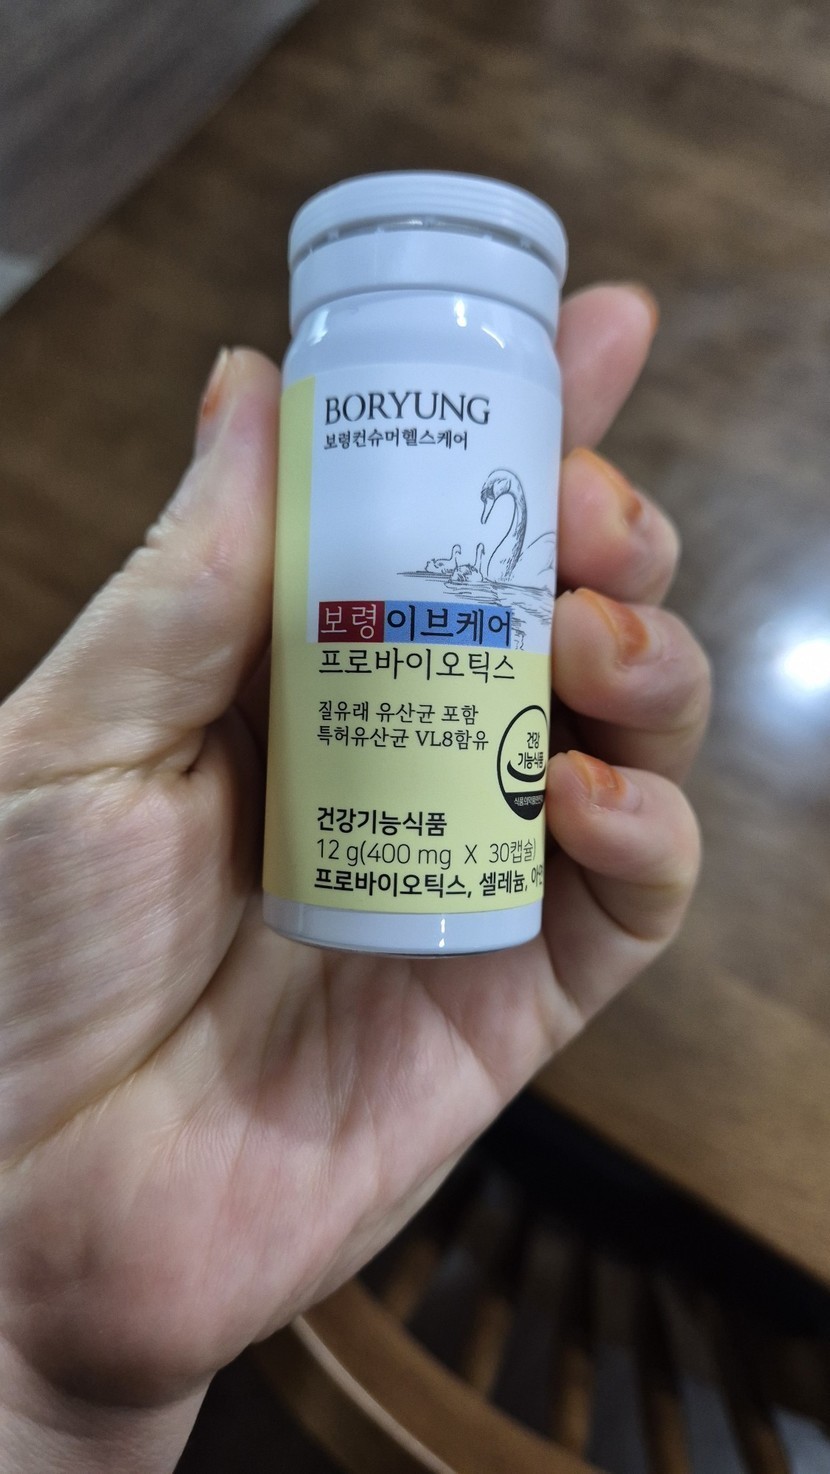 BORYUNG
보령컨슈머헬스케어
보령이브케어
프로바이오틱스
질유래 유산균 포함
특허유산균 VL8함유
건강
기능식품
건강기능식품
12 g(400 mg X 30캡슐)
프로바이오틱스, 셀레늄,